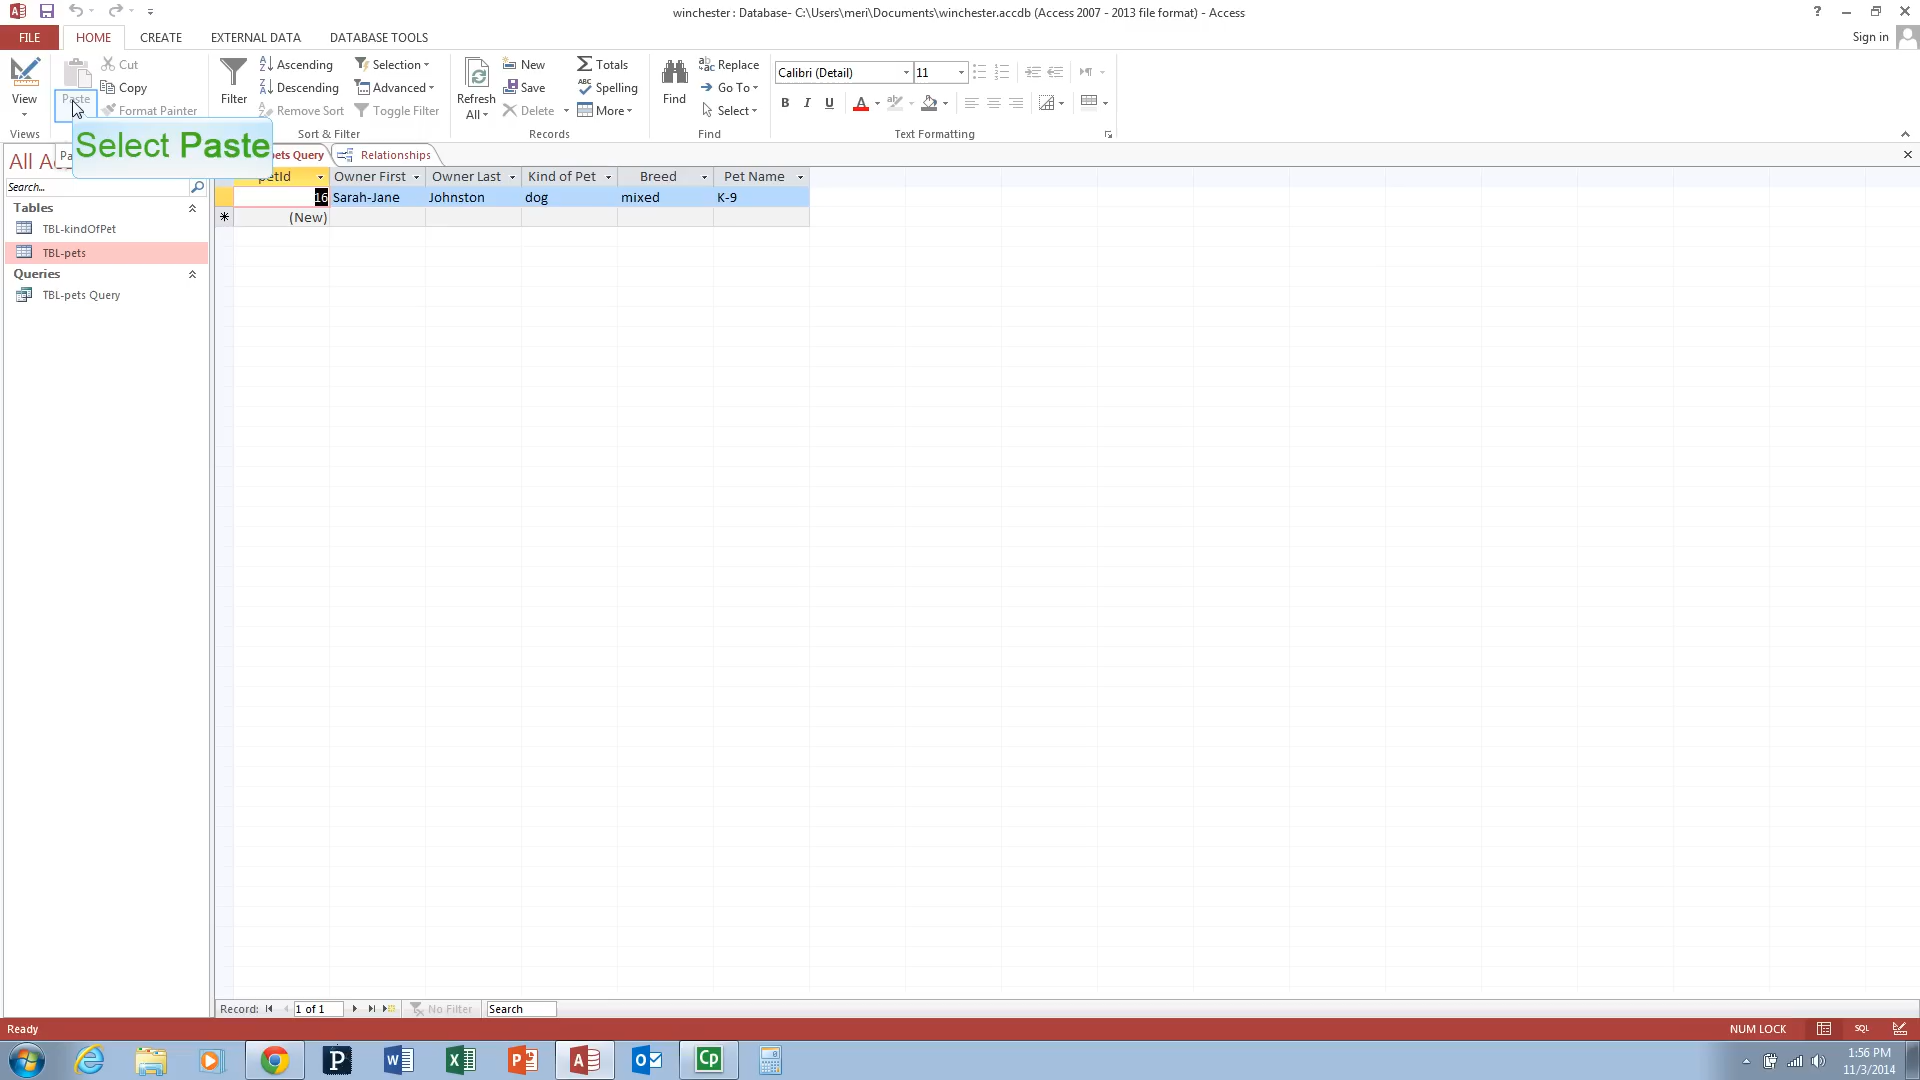 winchester : Database- C:\Users\meri\Documents\winchester.accdb (Access 2007 - 2013 file format) - Access
FILE HOME CREATE EXTERNAL DATA DATABASE TOOLS Sign in
View Paste Cut Copy Format Painter
Filter Ascending Descending Remove Sort Selection Advanced Toggle Filter
Refresh All New Save Delete Totals Spelling More
Find Replace Go To Select
Calibri (Detail) 11
B I U A
Views Sort & Filter Records Find Text Formatting
Select Paste
pets Query Relationships
Search...
Tables
TBL-kindOfPet
TBL-pets
Queries
TBL-pets Query
petId Owner First Owner Last Kind of Pet Breed Pet Name
16 Sarah-Jane Johnston dog mixed K-9
(New)
Record: 1 of 1 No Filter Search
Ready NUM LOCK SQL
1:56 PM
11/3/2014